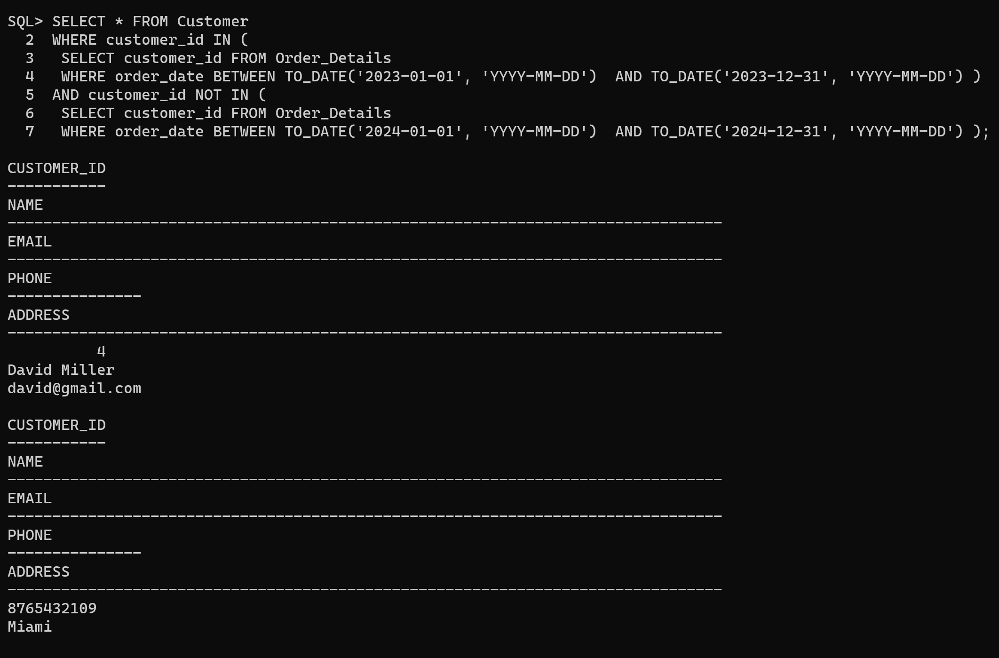 SQL> SELECT * FROM Customer
  2  WHERE customer_id IN (
  3   SELECT customer_id FROM Order_Details
  4   WHERE order_date BETWEEN TO_DATE('2023-01-01', 'YYYY-MM-DD')  AND TO_DATE('2023-12-31', 'YYYY-MM-DD') )
  5  AND customer_id NOT IN (
  6   SELECT customer_id FROM Order_Details
  7   WHERE order_date BETWEEN TO_DATE('2024-01-01', 'YYYY-MM-DD')  AND TO_DATE('2024-12-31', 'YYYY-MM-DD') );

CUSTOMER_ID
-----------
NAME
--------------------------------------------------------------------------------
EMAIL
--------------------------------------------------------------------------------
PHONE
---------------
ADDRESS
--------------------------------------------------------------------------------
          4
David Miller
david@gmail.com

CUSTOMER_ID
-----------
NAME
--------------------------------------------------------------------------------
EMAIL
--------------------------------------------------------------------------------
PHONE
---------------
ADDRESS
--------------------------------------------------------------------------------
8765432109
Miami